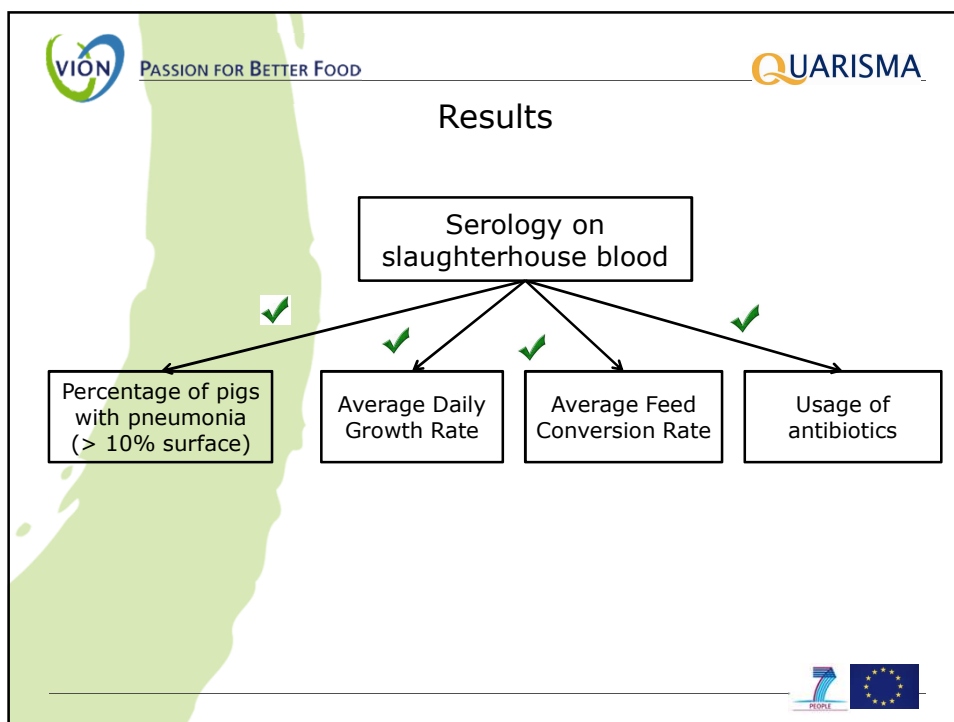 VION PASSION FOR BETTER FOOD
QUARISMA
Results
Serology on
slaughterhouse blood
Percentage of pigs
with pneumonia
(> 10% surface)
Average Daily
Growth Rate
Average Feed
Conversion Rate
Usage of
antibiotics
7
PEOPLE